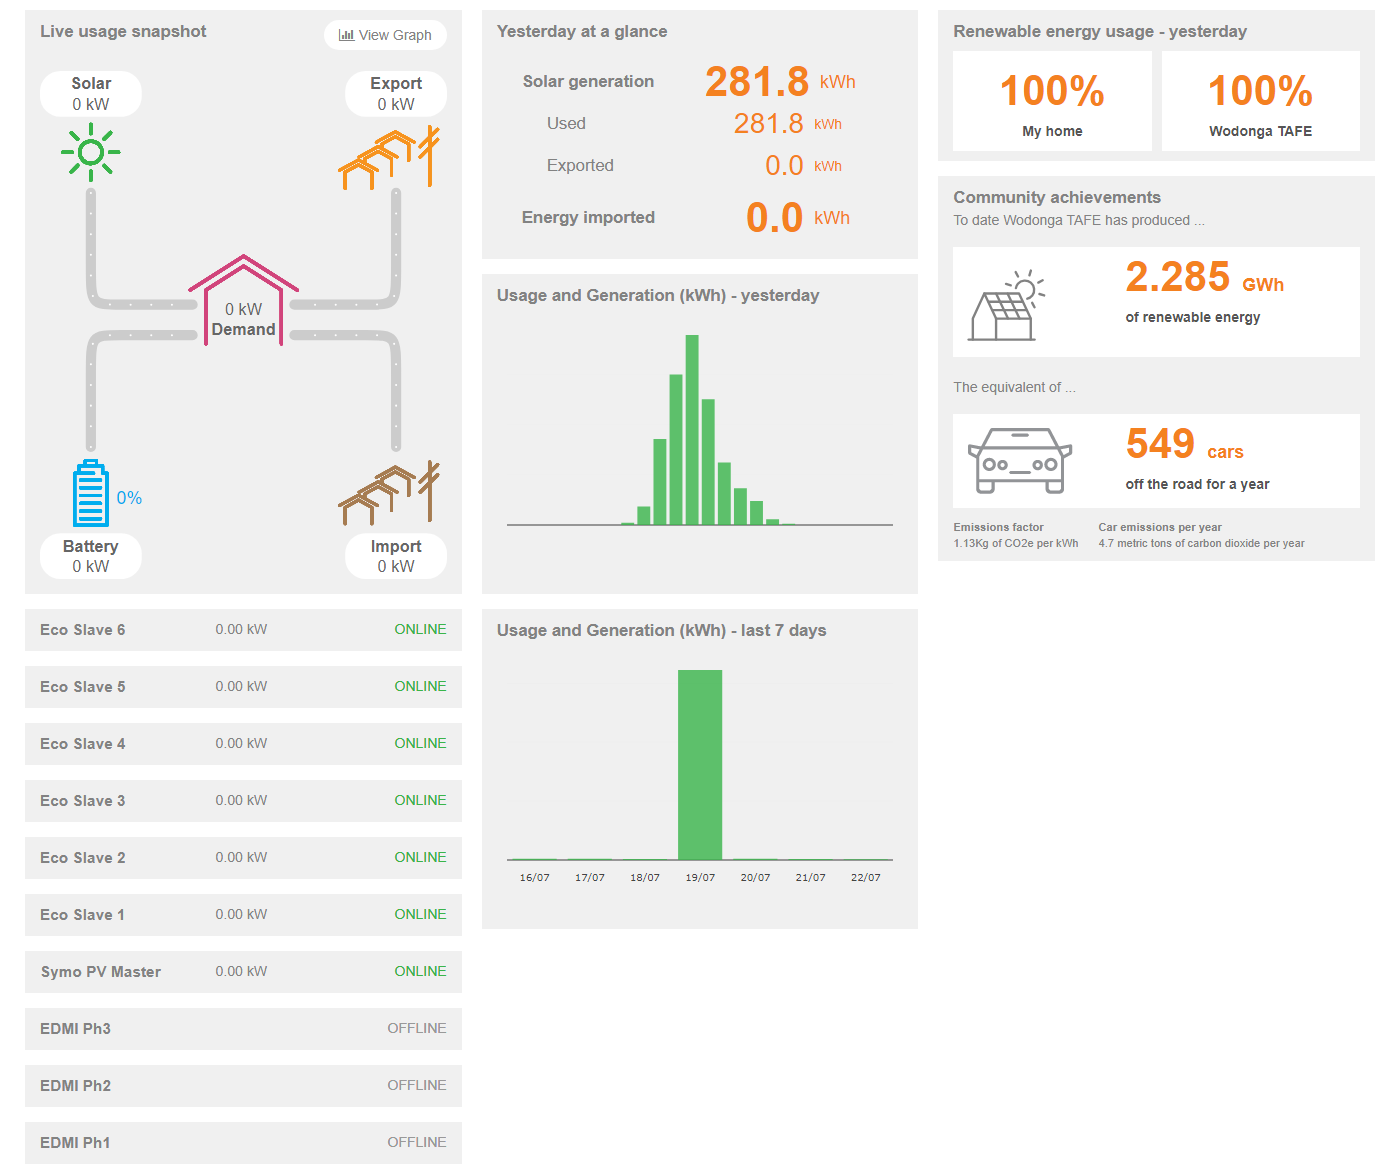 Live usage snapshot
View Graph
Solar
0 kW
Export
0 kW
0 kW
Demand
0%
Battery
0 kW
Import
0 kW
Eco Slave 6 0.00 kW ONLINE
Eco Slave 5 0.00 kW ONLINE
Eco Slave 4 0.00 kW ONLINE
Eco Slave 3 0.00 kW ONLINE
Eco Slave 2 0.00 kW ONLINE
Eco Slave 1 0.00 kW ONLINE
Symo PV Master 0.00 kW ONLINE
EDMI Ph3 OFFLINE
EDMI Ph2 OFFLINE
EDMI Ph1 OFFLINE
Yesterday at a glance
Solar generation 281.8 kWh
Used 281.8 kWh
Exported 0.0 kWh
Energy imported 0.0 kWh
Usage and Generation (kWh) - yesterday
Usage and Generation (kWh) - last 7 days
16/07 17/07 18/07 19/07 20/07 21/07 22/07
Renewable energy usage - yesterday
100%
My home
100%
Wodonga TAFE
Community achievements
To date Wodonga TAFE has produced ...
2.285 GWh
of renewable energy
The equivalent of ...
549 cars
off the road for a year
Emissions factor
1.13Kg of CO2e per kWh
Car emissions per year
4.7 metric tons of carbon dioxide per year